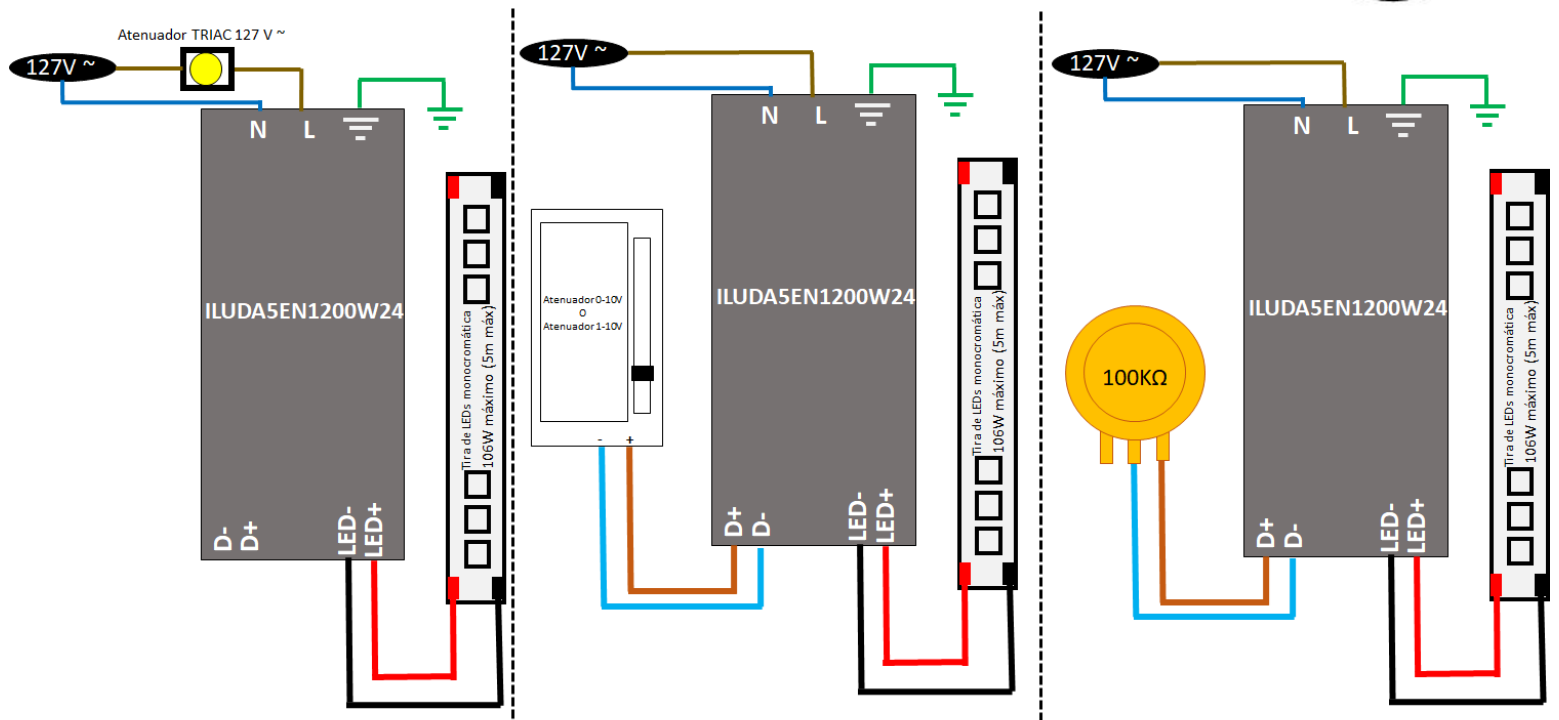 Atenuador TRIAC 127 V ~
127V ~
N L
ILUDA5EN1200W24
Tira de LEDs monocromática
106W máximo (5m máx)
D-
D+
LED-
LED+
127V ~
N L
Atenuador 0-10V
O
Atenuador 1-10V
- +
ILUDA5EN1200W24
Tira de LEDs monocromática
106W máximo (5m máx)
D+
D-
LED-
LED+
127V ~
N L
ILUDA5EN1200W24
100KΩ
Tira de LEDs monocromática
106W máximo (5m máx)
D+
D-
LED-
LED+